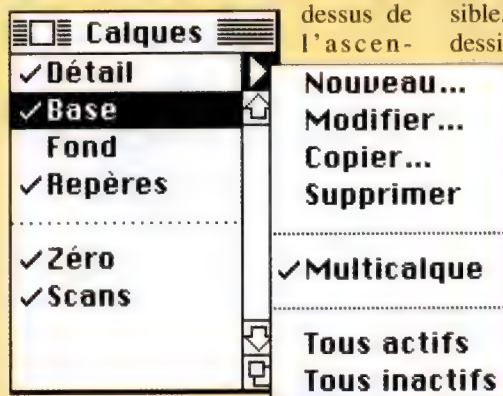 dessus de
l'ascen-
sible
dessi
Calques
✓Détail
✓Base
Fond
✓Repères
✓Zéro
✓Scans
Nouveau...
Modifier...
Copier...
Supprimer
✓Multicalque
Tous actifs
Tous inactifs